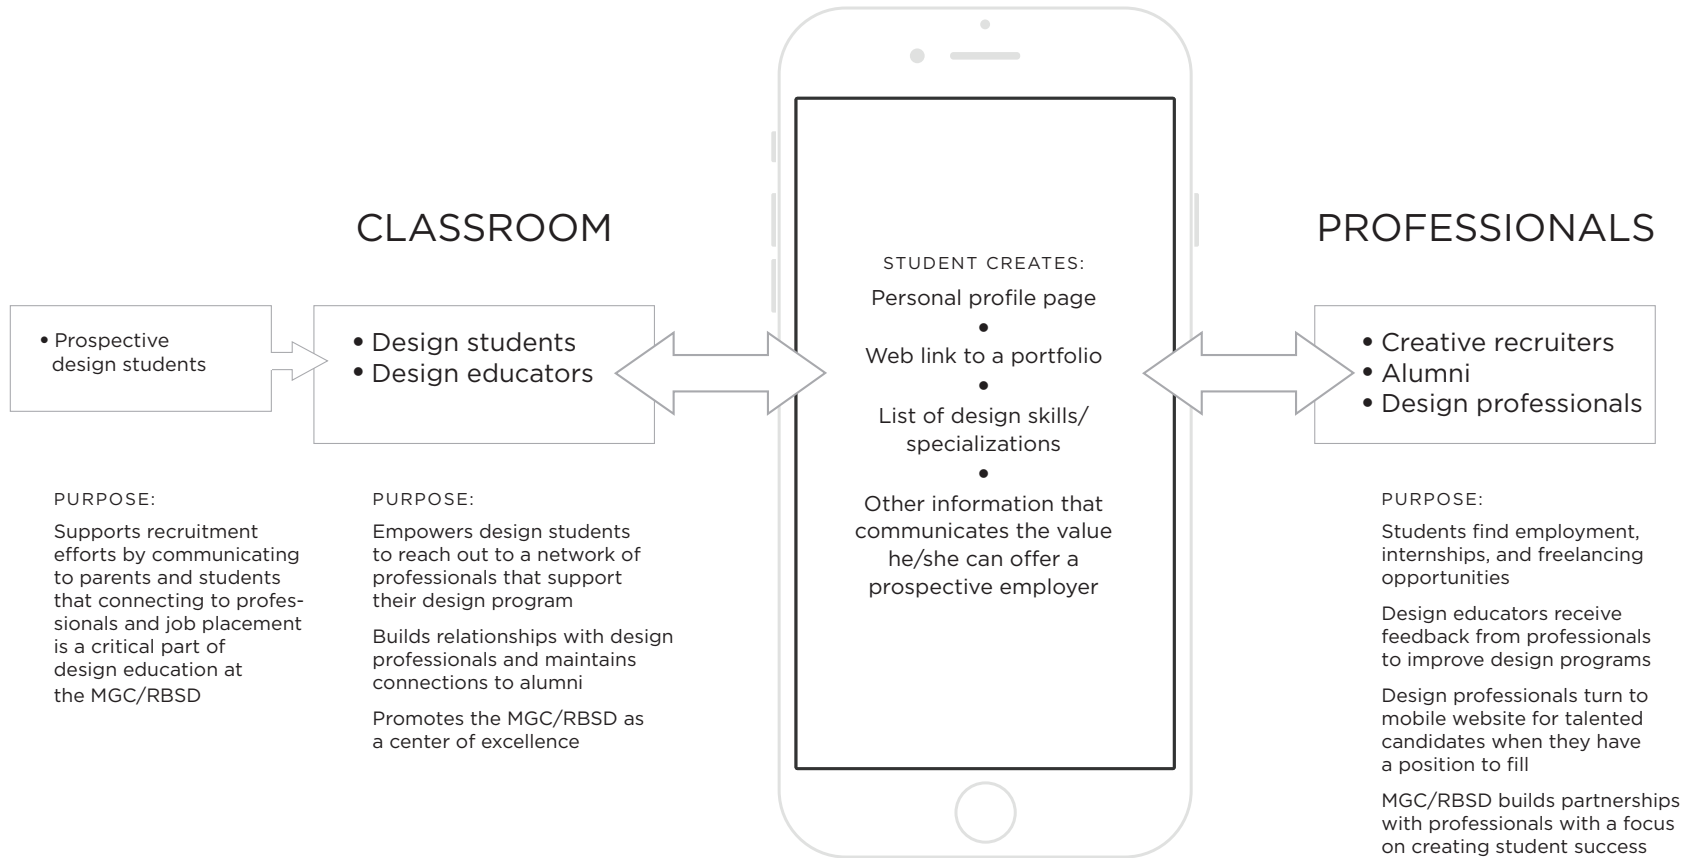 CLASSROOM
PROFESSIONALS
• Prospective
design students
• Design students
• Design educators
STUDENT CREATES:
Personal profile page
•
Web link to a portfolio
•
List of design skills/
specializations
•
Other information that
communicates the value
he/she can offer a
prospective employer
• Creative recruiters
• Alumni
• Design professionals
PURPOSE:
Supports recruitment
efforts by communicating
to parents and students
that connecting to profes-
sionals and job placement
is a critical part of
design education at
the MGC/RBSD
PURPOSE:
Empowers design students
to reach out to a network of
professionals that support
their design program
Builds relationships with design
professionals and maintains
connections to alumni
Promotes the MGC/RBSD as
a center of excellence
PURPOSE:
Students find employment,
internships, and freelancing
opportunities
Design educators receive
feedback from professionals
to improve design programs
Design professionals turn to
mobile website for talented
candidates when they have
a position to fill
MGC/RBSD builds partnerships
with professionals with a focus
on creating student success